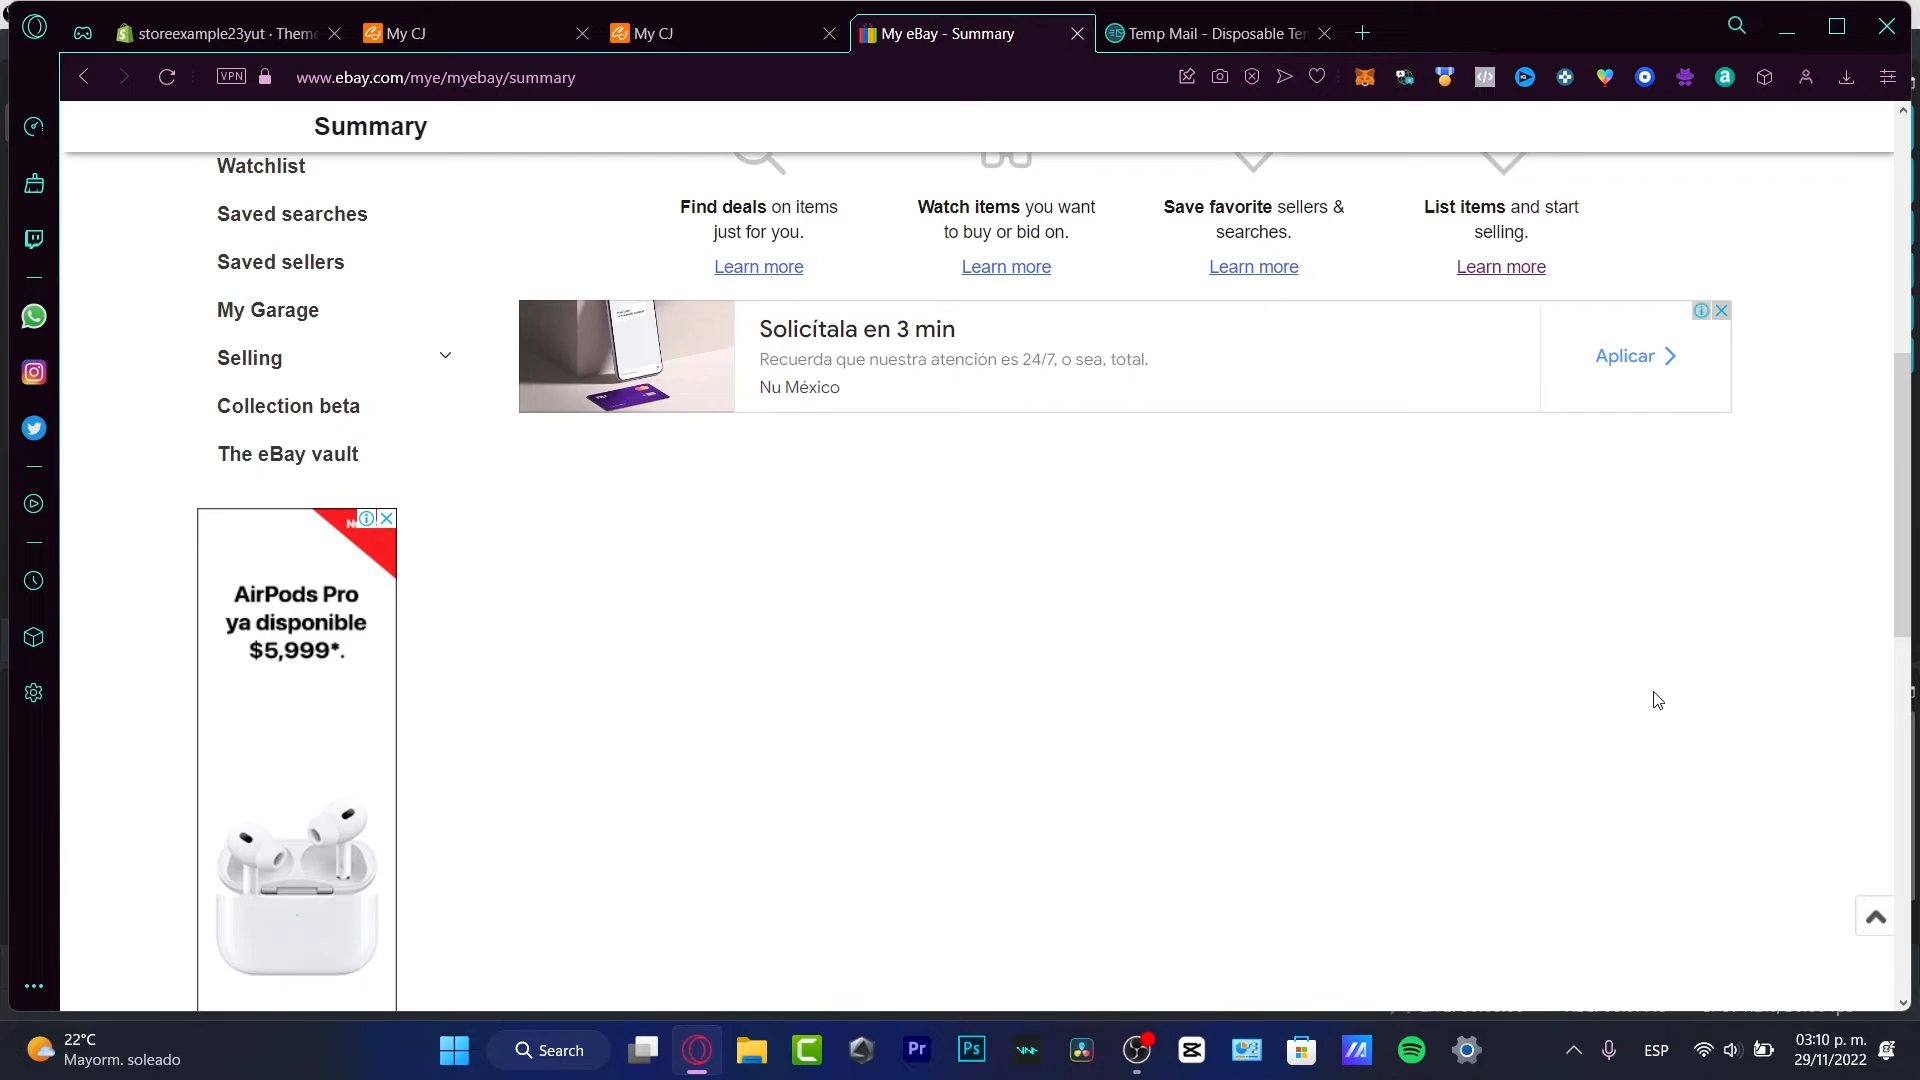 storeexample23yut · Theme
My CJ
My CJ
My eBay - Summary
Temp Mail - Disposable Ter
VPN
www.ebay.com/mye/myebay/summary
Summary
Watchlist
Saved searches
Saved sellers
My Garage
Selling
Collection beta
The eBay vault
Find deals on items
just for you.
Learn more
Watch items you want
to buy or bid on.
Learn more
Save favorite sellers &
searches.
Learn more
List items and start
selling.
Learn more
Solicítala en 3 min
Recuerda que nuestra atención es 24/7, o sea, total.
Nu México
Aplicar
AirPods Pro
ya disponible
$5,999*.
22°C
Mayorm. soleado
Search
Pr
Ps
ESP
03:10 p. m.
29/11/2022